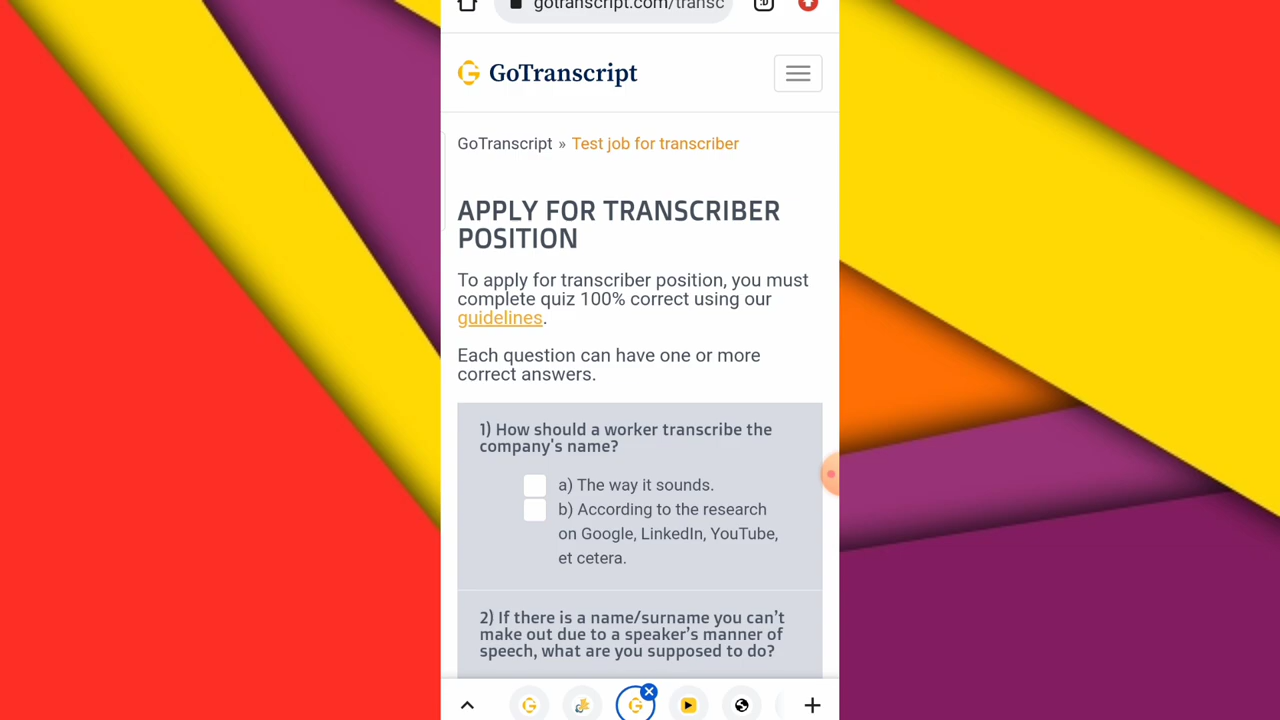 gotranscript.com/transc
:D
GoTranscript
GoTranscript » Test job for transcriber
APPLY FOR TRANSCRIBER
POSITION
To apply for transcriber position, you must
complete quiz 100% correct using our
guidelines.
Each question can have one or more
correct answers.
1) How should a worker transcribe the
company's name?
a) The way it sounds.
b) According to the research
on Google, LinkedIn, YouTube,
et cetera.
2) If there is a name/surname you can’t
make out due to a speaker’s manner of
speech, what are you supposed to do?